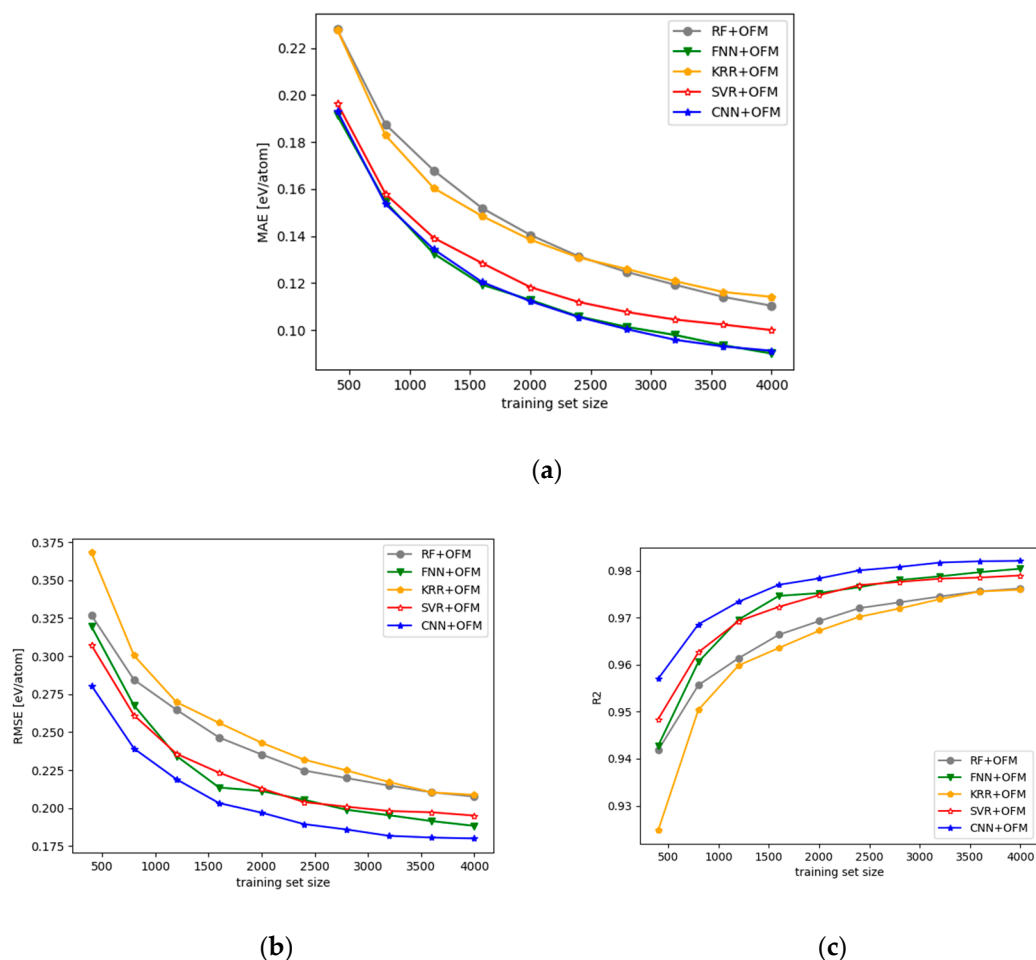 0.22
0.20
0.18
0.16
0.14
0.12
0.10
MAE [eV/atom]
RF+OFM
FNN+OFM
KRR+OFM
SVR+OFM
CNN+OFM
500 1000 1500 2000 2500 3000 3500 4000
training set size
(a)
0.375
0.350
0.325
0.300
0.275
0.250
0.225
0.200
0.175
RMSE [eV/atom]
RF+OFM
FNN+OFM
KRR+OFM
SVR+OFM
CNN+OFM
500 1000 1500 2000 2500 3000 3500 4000
training set size
(b)
0.98
0.97
0.96
0.95
0.94
0.93
R2
RF+OFM
FNN+OFM
KRR+OFM
SVR+OFM
CNN+OFM
500 1000 1500 2000 2500 3000 3500 4000
training set size
(c)